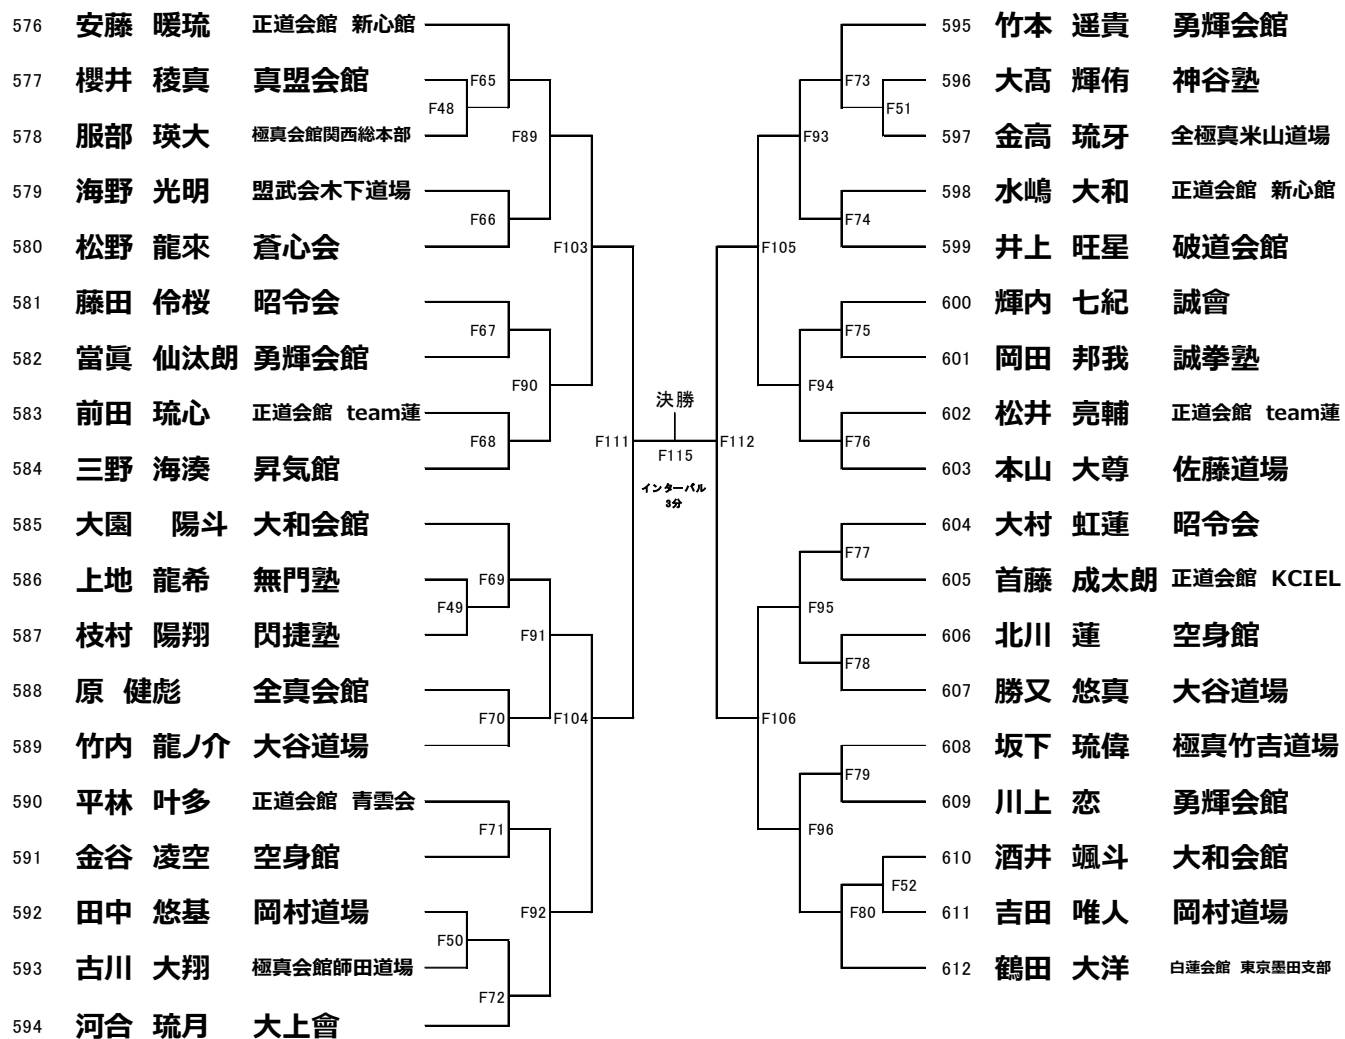 576 安藤 暖琉 正道会館 新心館
577 櫻井 稜真 真盟会館
578 服部 瑛大 極真会館関西総本部
579 海野 光明 盟武会木下道場
580 松野 龍來 蒼心会
581 藤田 伶桜 昭令会
582 當眞 仙汰朗 勇輝会館
583 前田 琉心 正道会館 team蓮
584 三野 海湊 昇気館
585 大園 陽斗 大和会館
586 上地 龍希 無門塾
587 枝村 陽翔 閃捷塾
588 原 健彪 全真会館
589 竹内 龍ノ介 大谷道場
590 平林 叶多 正道会館 青雲会
591 金谷 凌空 空身館
592 田中 悠基 岡村道場
593 古川 大翔 極真会館師田道場
594 河合 琉月 大上會
F48
F49
F50
F65
F66
F67
F68
F69
F70
F71
F72
F89
F90
F91
F92
F103
F104
F111
決勝
F115
インターバル
3分
F112
F105
F106
F93
F94
F95
F96
F73
F74
F75
F76
F77
F78
F79
F80
F51
F52
595 竹本 遥貴 勇輝会館
596 大髙 輝侑 神谷塾
597 金高 琉牙 全極真米山道場
598 水嶋 大和 正道会館 新心館
599 井上 旺星 破道会館
600 輝内 七紀 誠會
601 岡田 邦我 誠拳塾
602 松井 亮輔 正道会館 team蓮
603 本山 大尊 佐藤道場
604 大村 虹蓮 昭令会
605 首藤 成太朗 正道会館 KCIEL
606 北川 蓮 空身館
607 勝又 悠真 大谷道場
608 坂下 琉偉 極真竹吉道場
609 川上 恋 勇輝会館
610 酒井 颯斗 大和会館
611 吉田 唯人 岡村道場
612 鶴田 大洋 白蓮会館 東京墨田支部